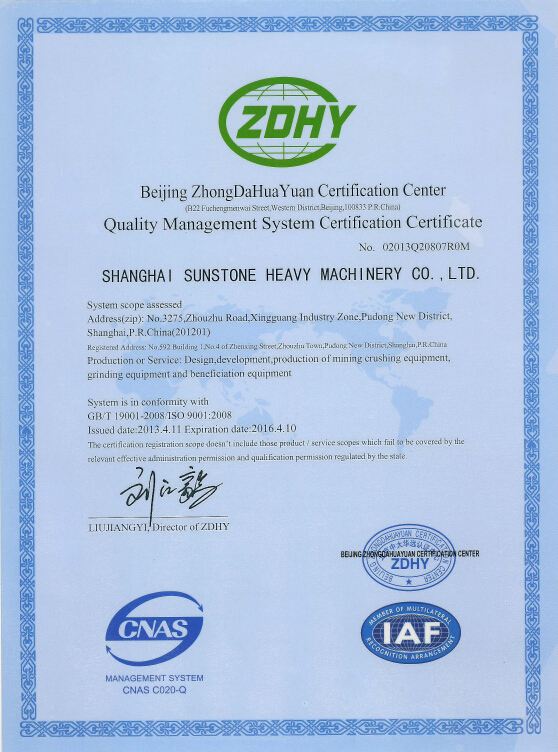 ZDHY
Beijing ZhongDaHuaYuan Certification Center
(B22 Fuchengmenwai Street,Western District,Beijing,100833 P.R.China)
Quality Management System Certification Certificate
No. 02013Q20807R0M
SHANGHAI SUNSTONE HEAVY MACHINERY CO.,LTD.
System scope assessed
Address(zip): No.3275,Zhouzhu Road,Xingguang Industry Zone,Pudong New District,
Shanghai,P.R.China(201201)
Registered Address: No.592 Building 1,No.4 of Zhenxing Street,Zhouzhu Town,Pudong New District,Shanghai,P.R.China
Production or Service: Design,development,production of mining crushing equipment,
grinding equipment and beneficiation equipment
System is in conformity with
GB/T 19001-2008/ISO 9001:2008
Issued date:2013.4.11 Expiration date:2016.4.10
The certification registration scope doesn't include those product / service scopes which fail to be covered by the
relevant effective administration permission and qualification permission regulated by the state
LIUJIANGYI, Director of ZDHY
BEIJING ZHONGDAHUAYUAN CERTIFICATION CENTER
ZDHY
CNAS
MANAGEMENT SYSTEM
CNAS C020-Q
MEMBER OF MULTILATERAL
IAF
RECOGNITION ARRANGEMENT